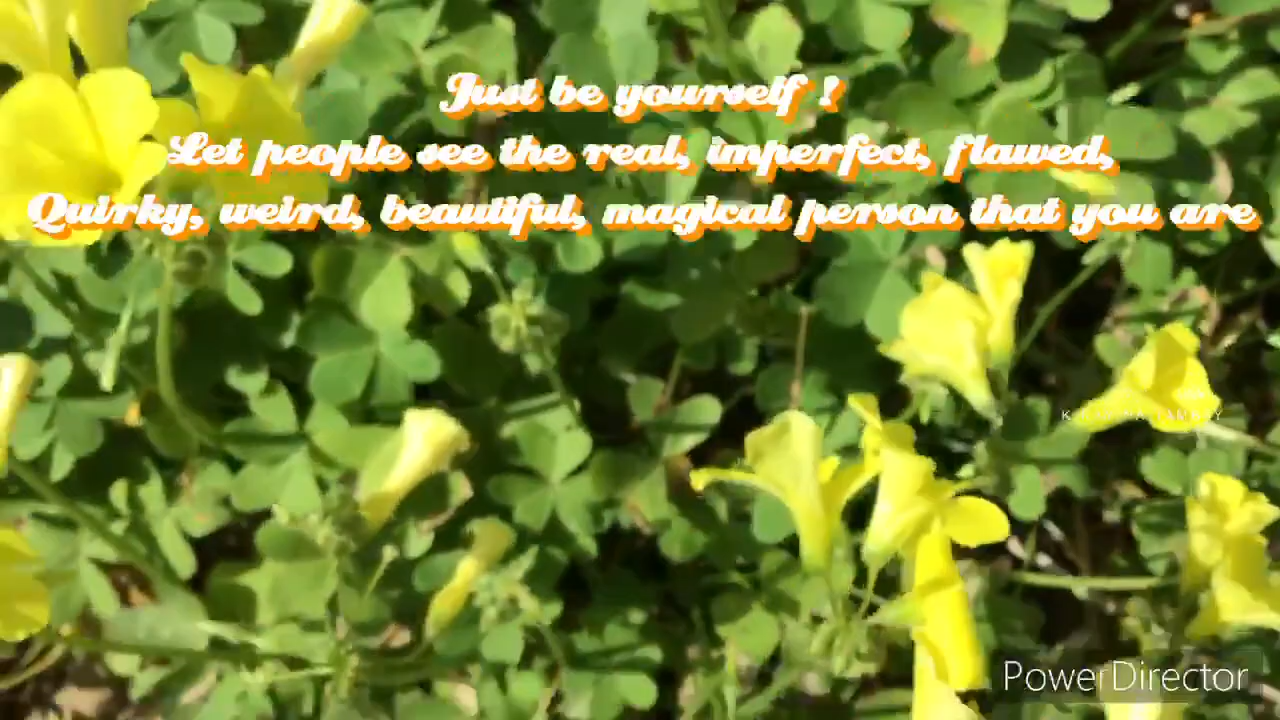 Just be yourself !
Let people see the real, imperfect, flawed,
Quirky, weird, beautiful, magical person that you are
PowerDirector